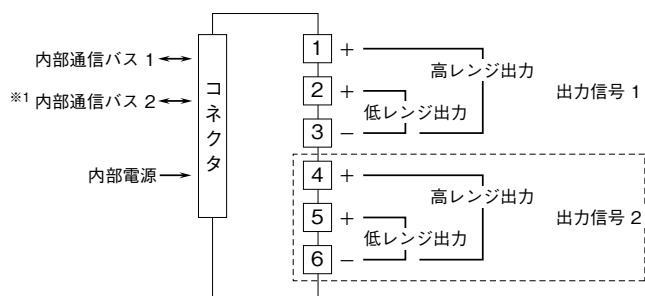 内部通信バス 1
※1 内部通信バス 2
内部電源
コネクタ
1 +
高レンジ出力
2 +
低レンジ出力
3 −
出力信号 1
4 +
高レンジ出力
5 +
低レンジ出力
6 −
出力信号 2